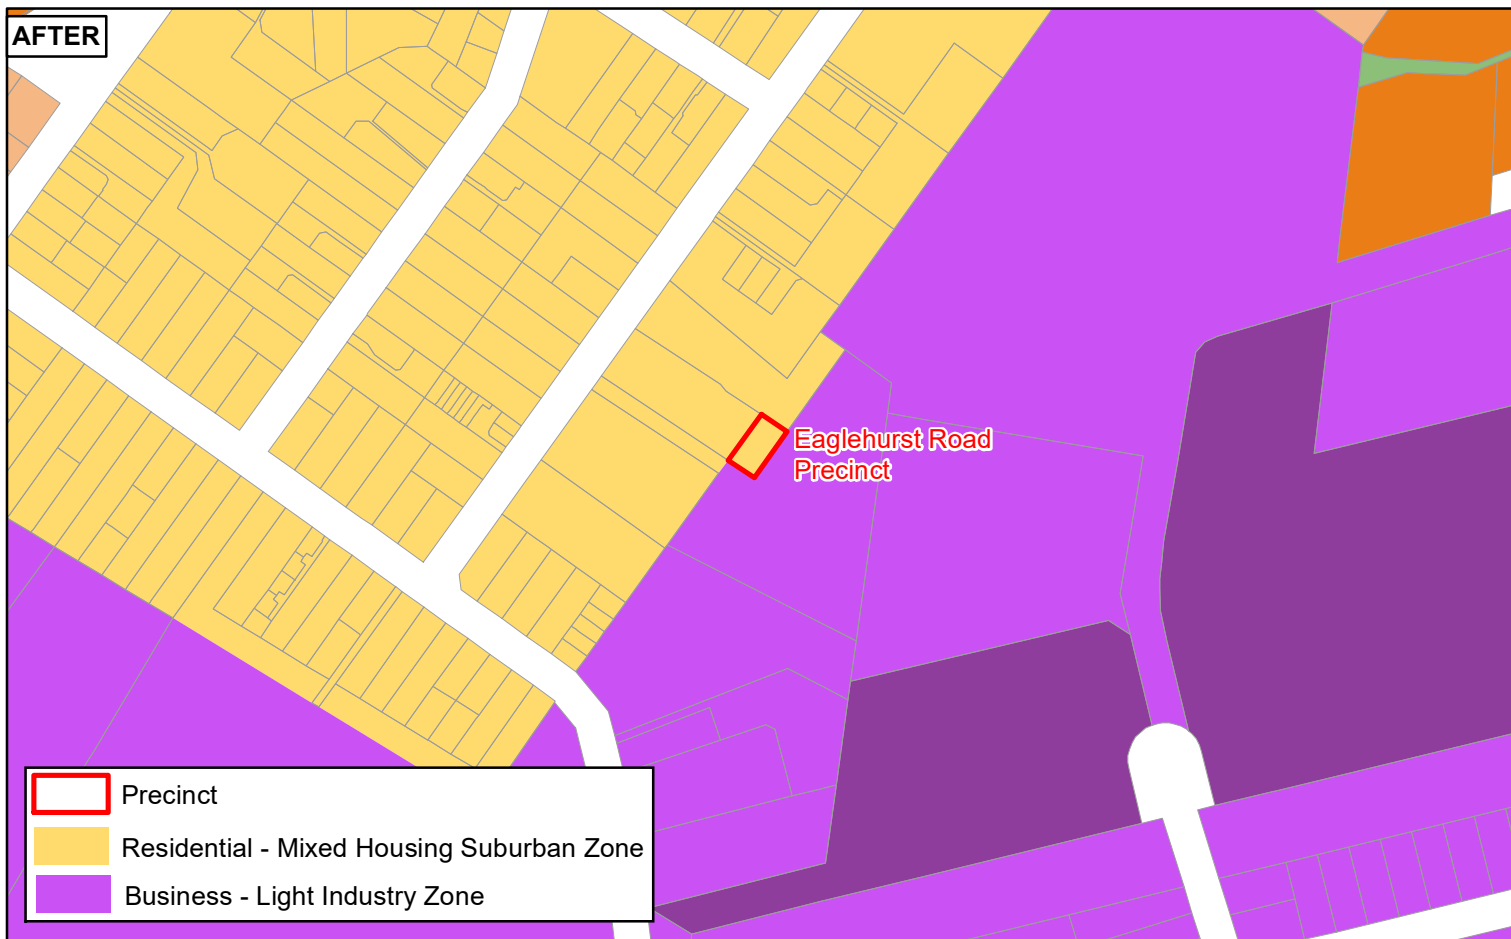 AFTER
Eaglehurst Road
Precinct
Precinct
Residential - Mixed Housing Suburban Zone
Business - Light Industry Zone